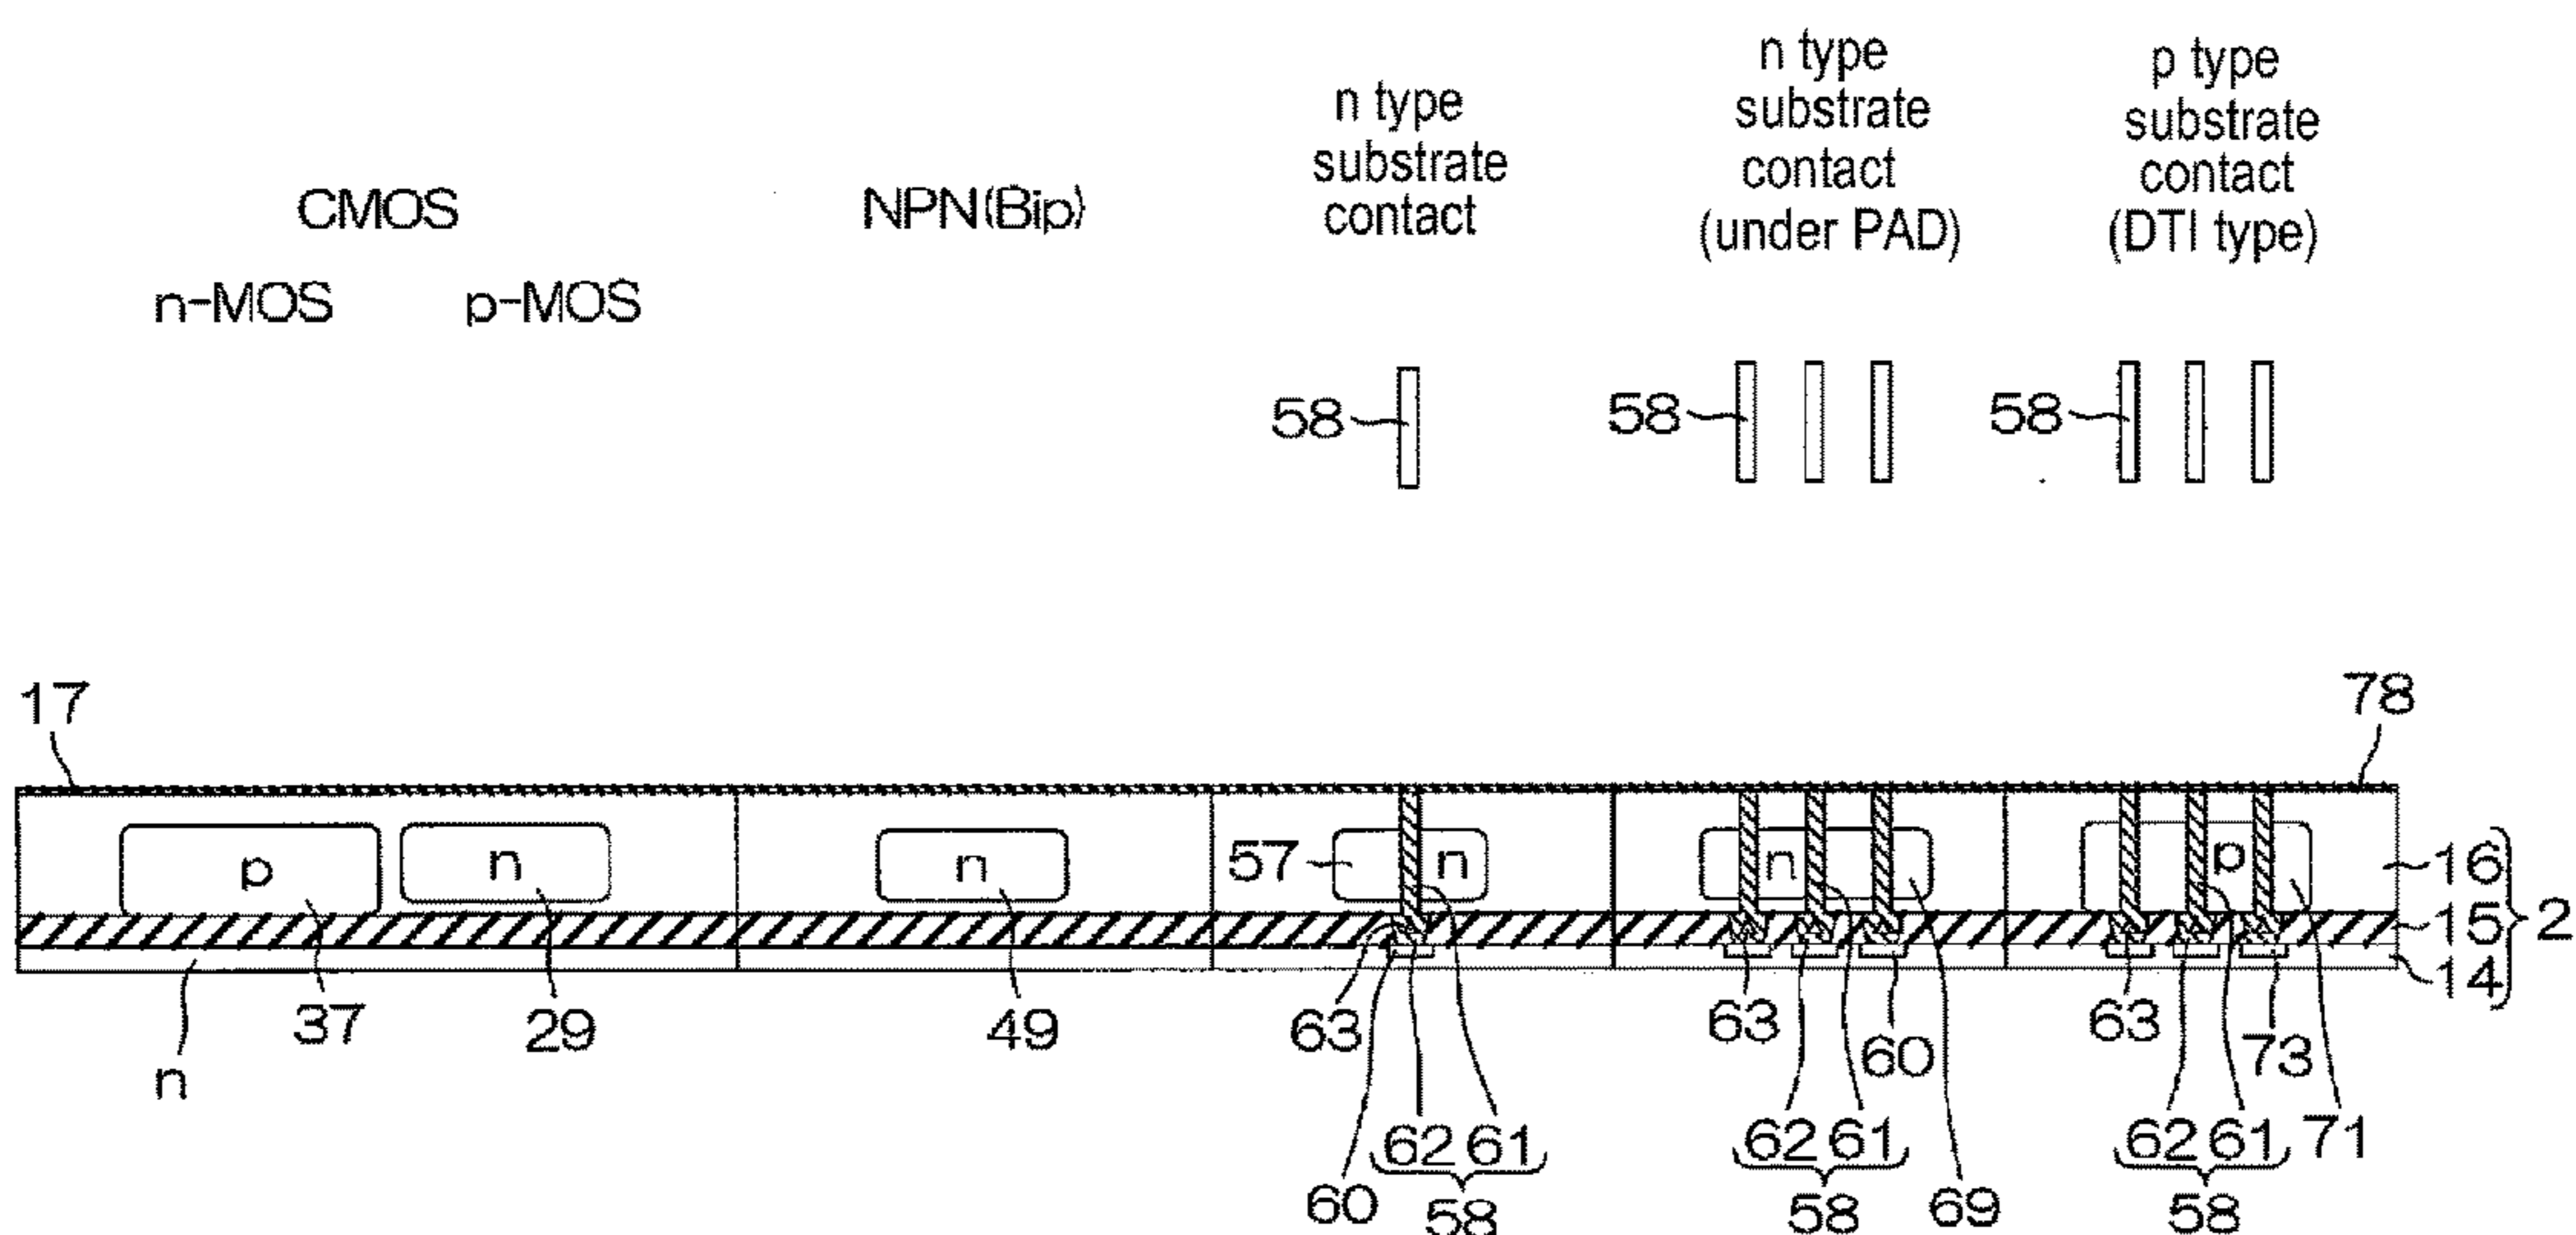 CMOS
n-MOS p-MOS
NPN(Bip)
n type
substrate
contact
n type
substrate
contact
(under PAD)
p type
substrate
contact
(DTI type)
58 58 58
17 78
p n n 57 n n p 16
15 2
14
37 29 49 63 63 60 63 73
n
62 61 62 61 62 61 71
60 58 58 69 58